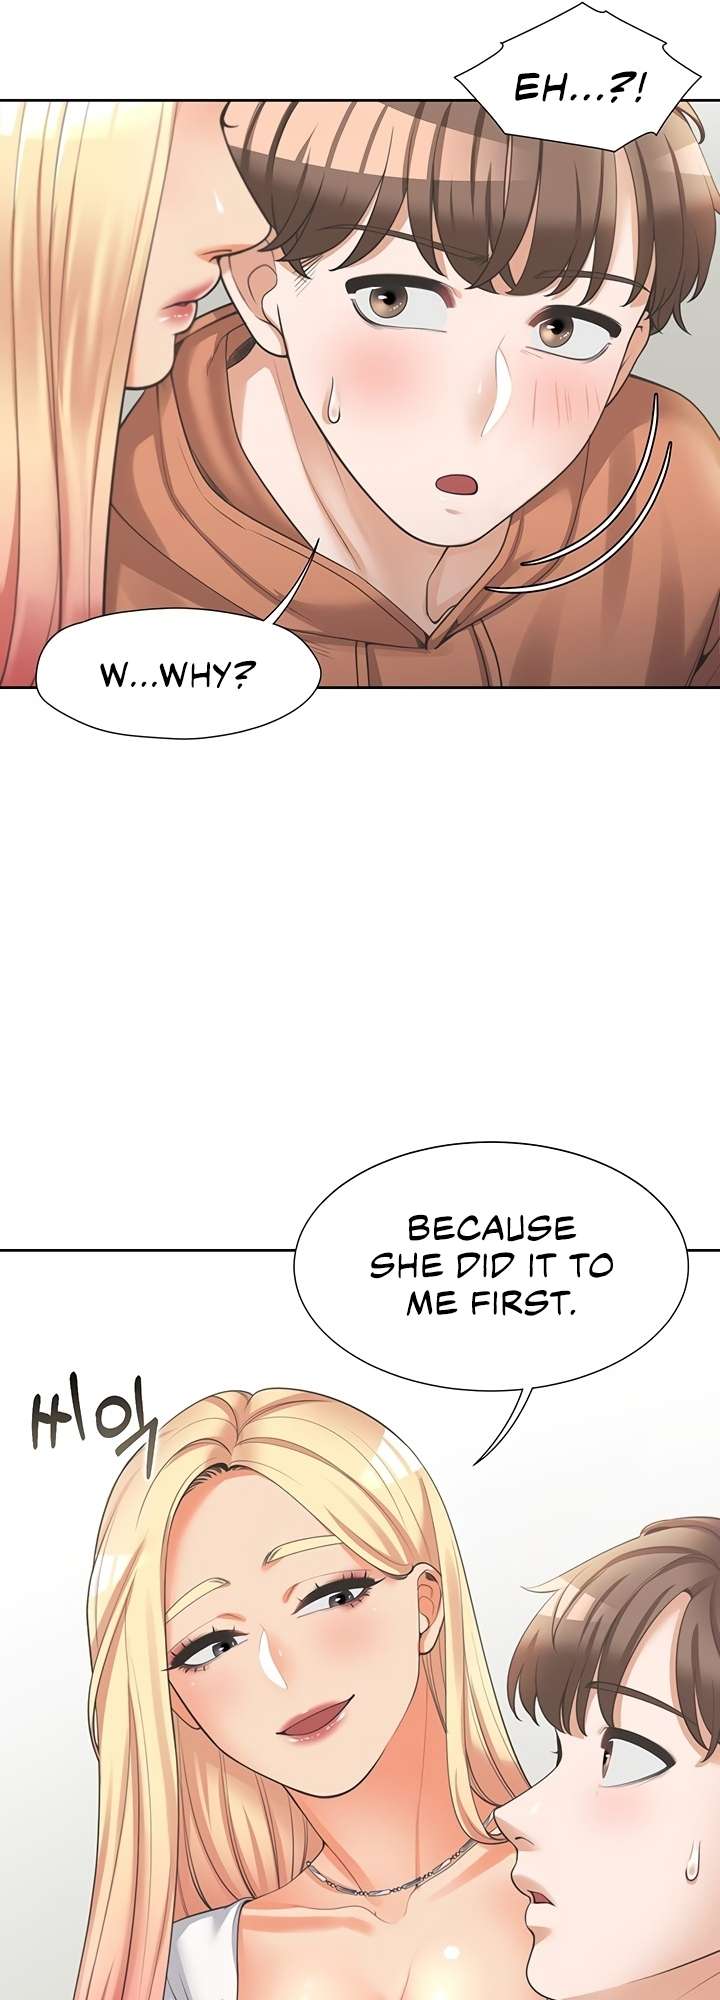 EH...?!
W...WHY?
BECAUSE
SHE DID IT TO
ME FIRST.
씨익